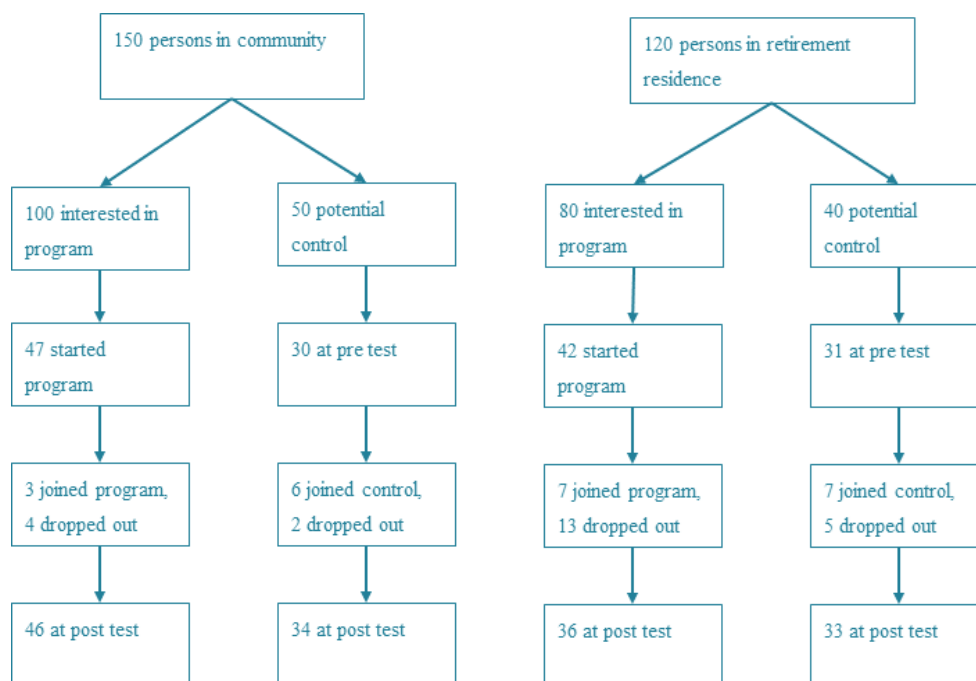 150 persons in community
120 persons in retirement
residence
100 interested in
program
50 potential
control
80 interested in
program
40 potential
control
47 started
program
30 at pre test
42 started
program
31 at pre test
3 joined program,
4 dropped out
6 joined control,
2 dropped out
7 joined program,
13 dropped out
7 joined control,
5 dropped out
46 at post test
34 at post test
36 at post test
33 at post test